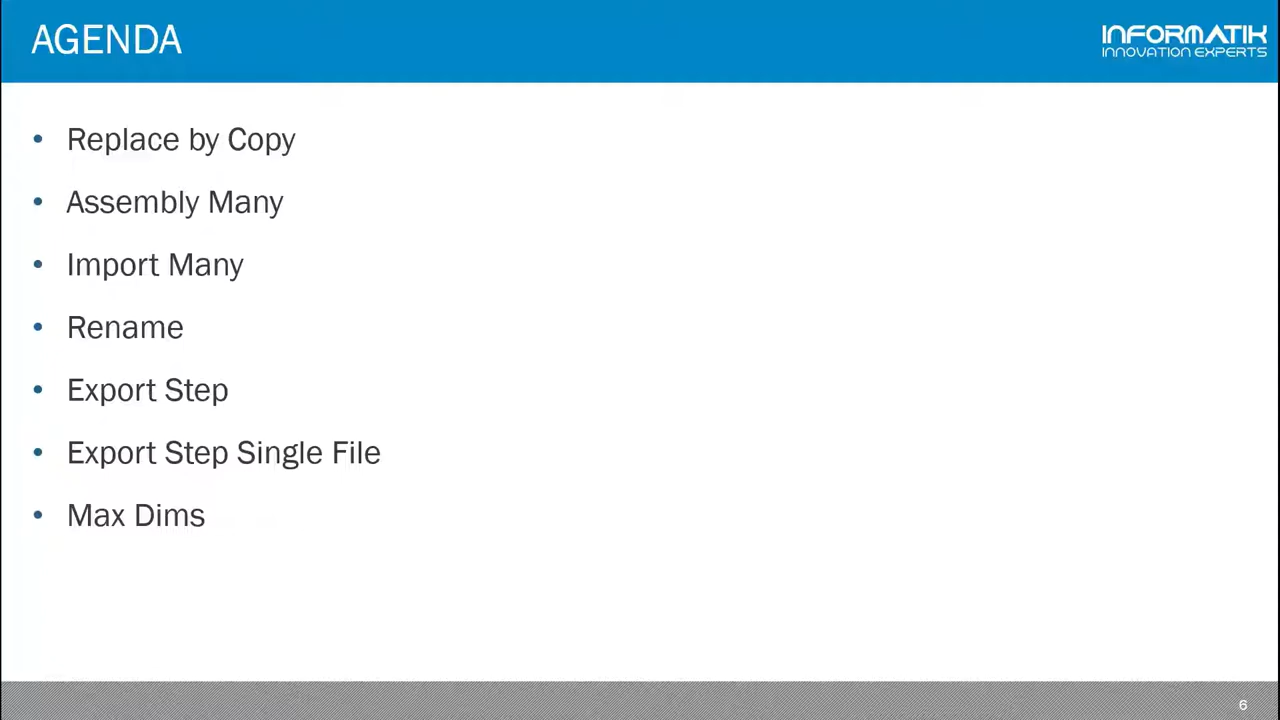 AGENDA
INFORMATIK
INNOVATION EXPERTS
• Replace by Copy
• Assembly Many
• Import Many
• Rename
• Export Step
• Export Step Single File
• Max Dims
6